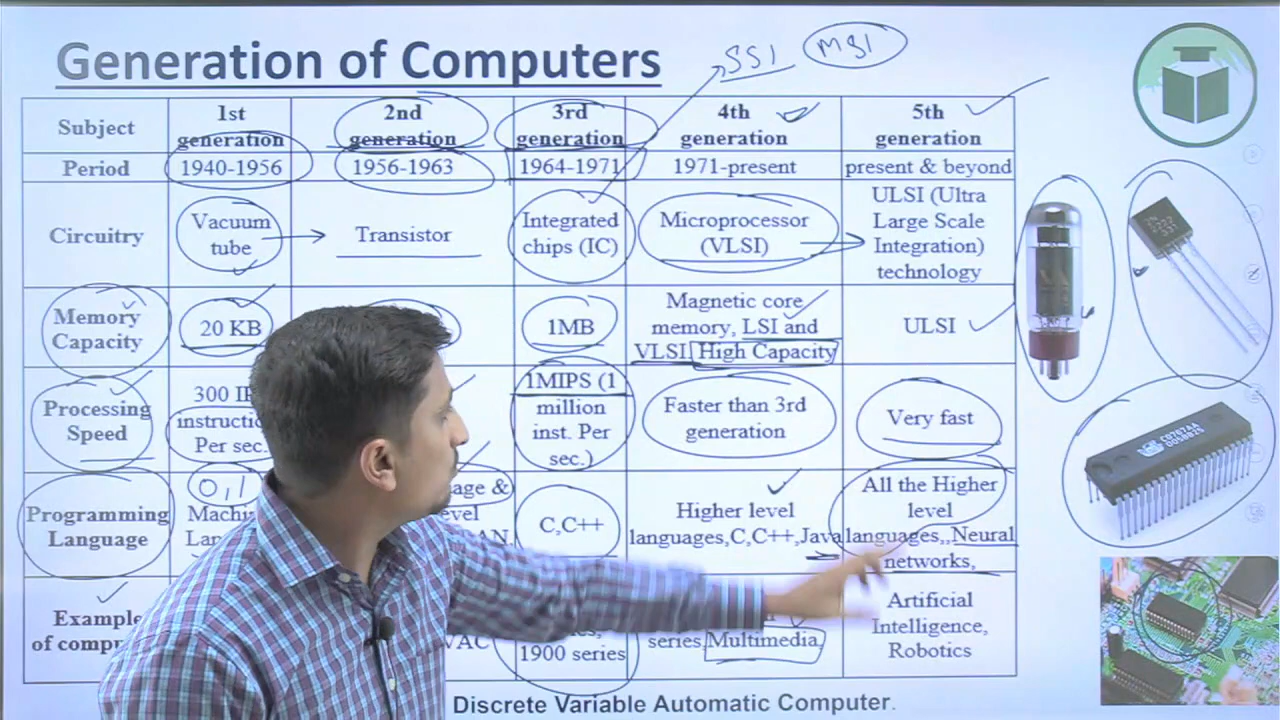 Generation of Computers
SSI
MSI
Subject
1st generation
2nd generation
3rd generation
4th generation
5th generation
Period
1940-1956
1956-1963
1964-1971
1971-present
present & beyond
Circuitry
Vacuum
tube
Transistor
Integrated
chips (IC)
Microprocessor
(VLSI)
ULSI (Ultra
Large Scale
Integration)
technology
Memory
Capacity
20 KB
1MB
Magnetic core
memory, LSI and
VLSI High Capacity
ULSI
Processing
Speed
300
instructio
Per sec.
1MIPS (1
million
inst. Per
sec.)
Faster than 3rd
generation
Very fast
Programming
Language
0,1
Machi
Lan
age &
evel
AN,
C,C++
Higher level
languages,C,C++,Java
All the Higher
level
languages,,Neural
networks,
Example
of comp
VAC
1900 series
series,Multimedia,
Artificial
Intelligence,
Robotics
Discrete Variable Automatic Computer.